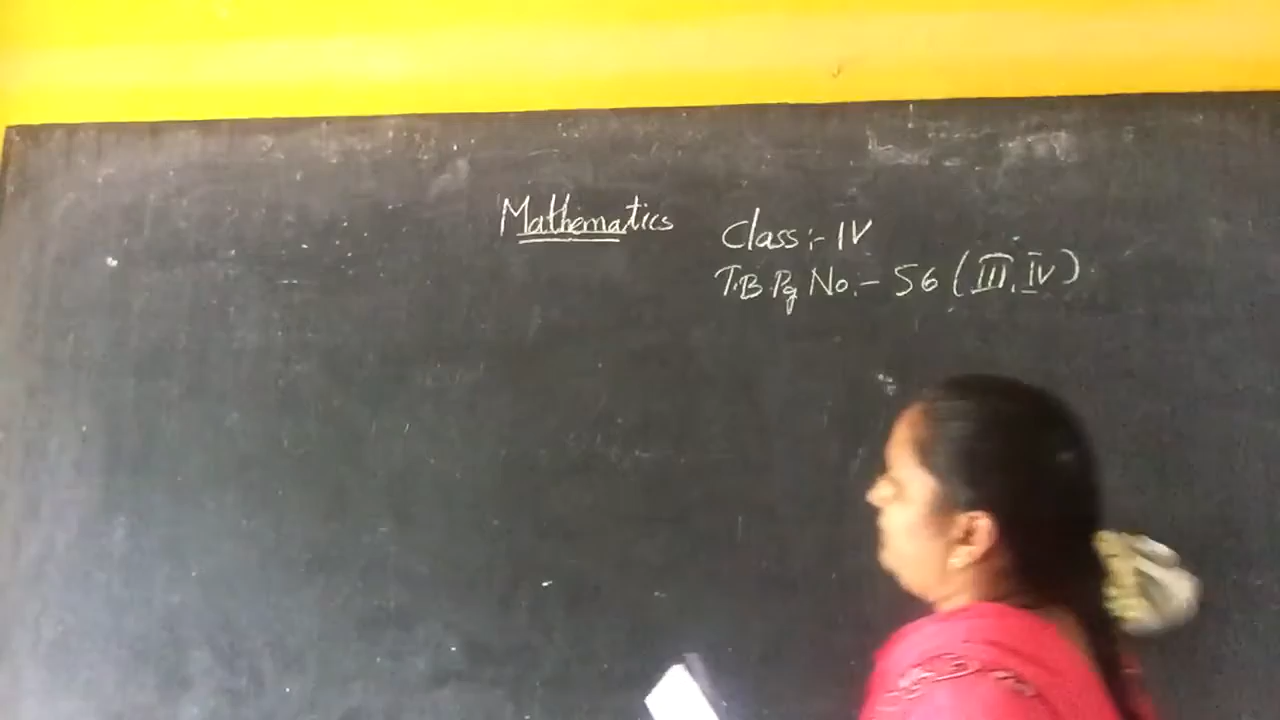 Mathematics
Class:- IV
T.B.Pg No:- 56 (III, IV)